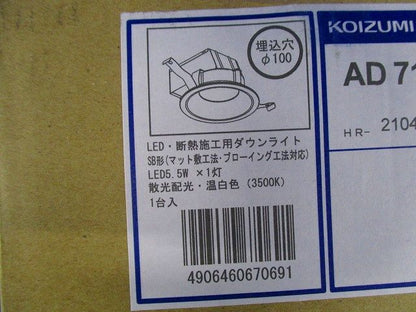 埋込穴
φ100
LED・断熱施工用ダウンライト
SB形(マット敷工法・ブローイング工法対応)
LED5.5W ×1灯
散光配光・温白色 (3500K)
1台入
4906460670691
KOIZUMI
AD 71
HR- 2104